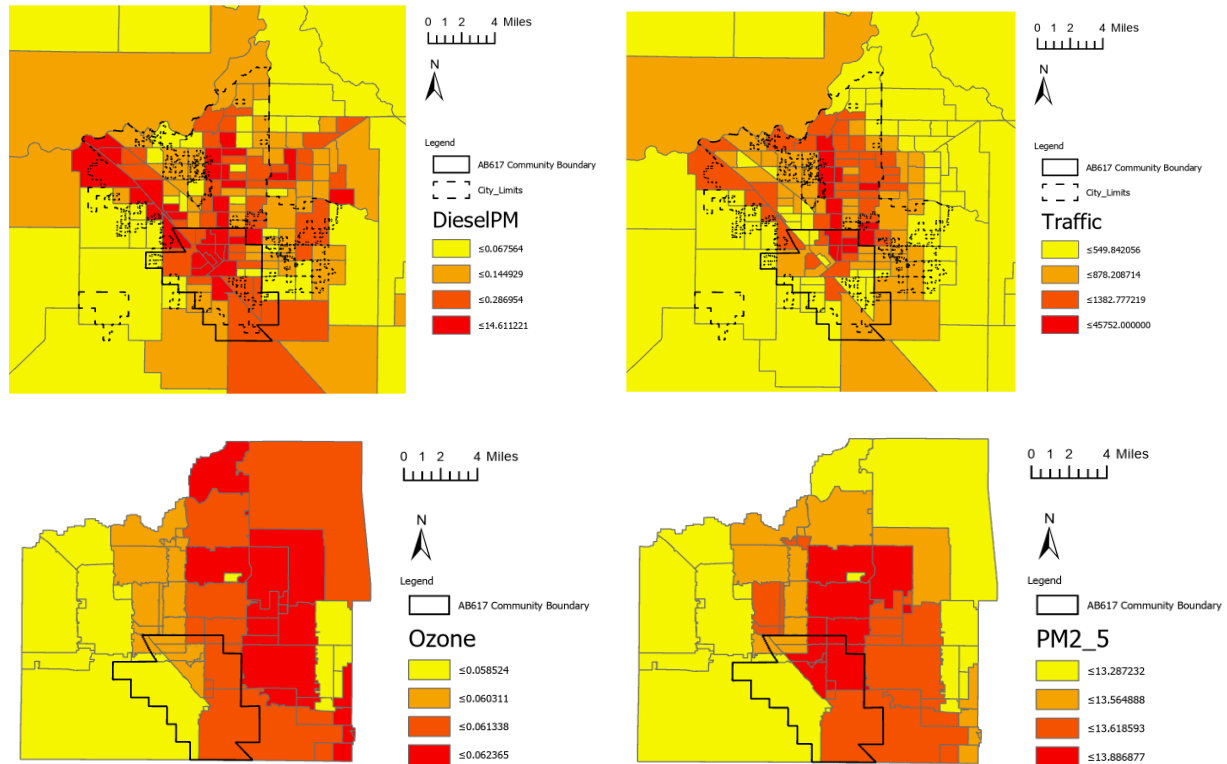 0 1 2 4 Miles
N
Legend
AB617 Community Boundary
City_Limits
DieselPM
≤0.067564
≤0.144929
≤0.286954
≤14.611221
0 1 2 4 Miles
N
Legend
AB617 Community Boundary
City_Limits
Traffic
≤549.842056
≤878.208714
≤1382.777219
≤45752.000000
0 1 2 4 Miles
N
Legend
AB617 Community Boundary
Ozone
≤0.058524
≤0.060311
≤0.061338
≤0.062365
0 1 2 4 Miles
N
Legend
AB617 Community Boundary
PM2_5
≤13.287232
≤13.564888
≤13.618593
≤13.886877